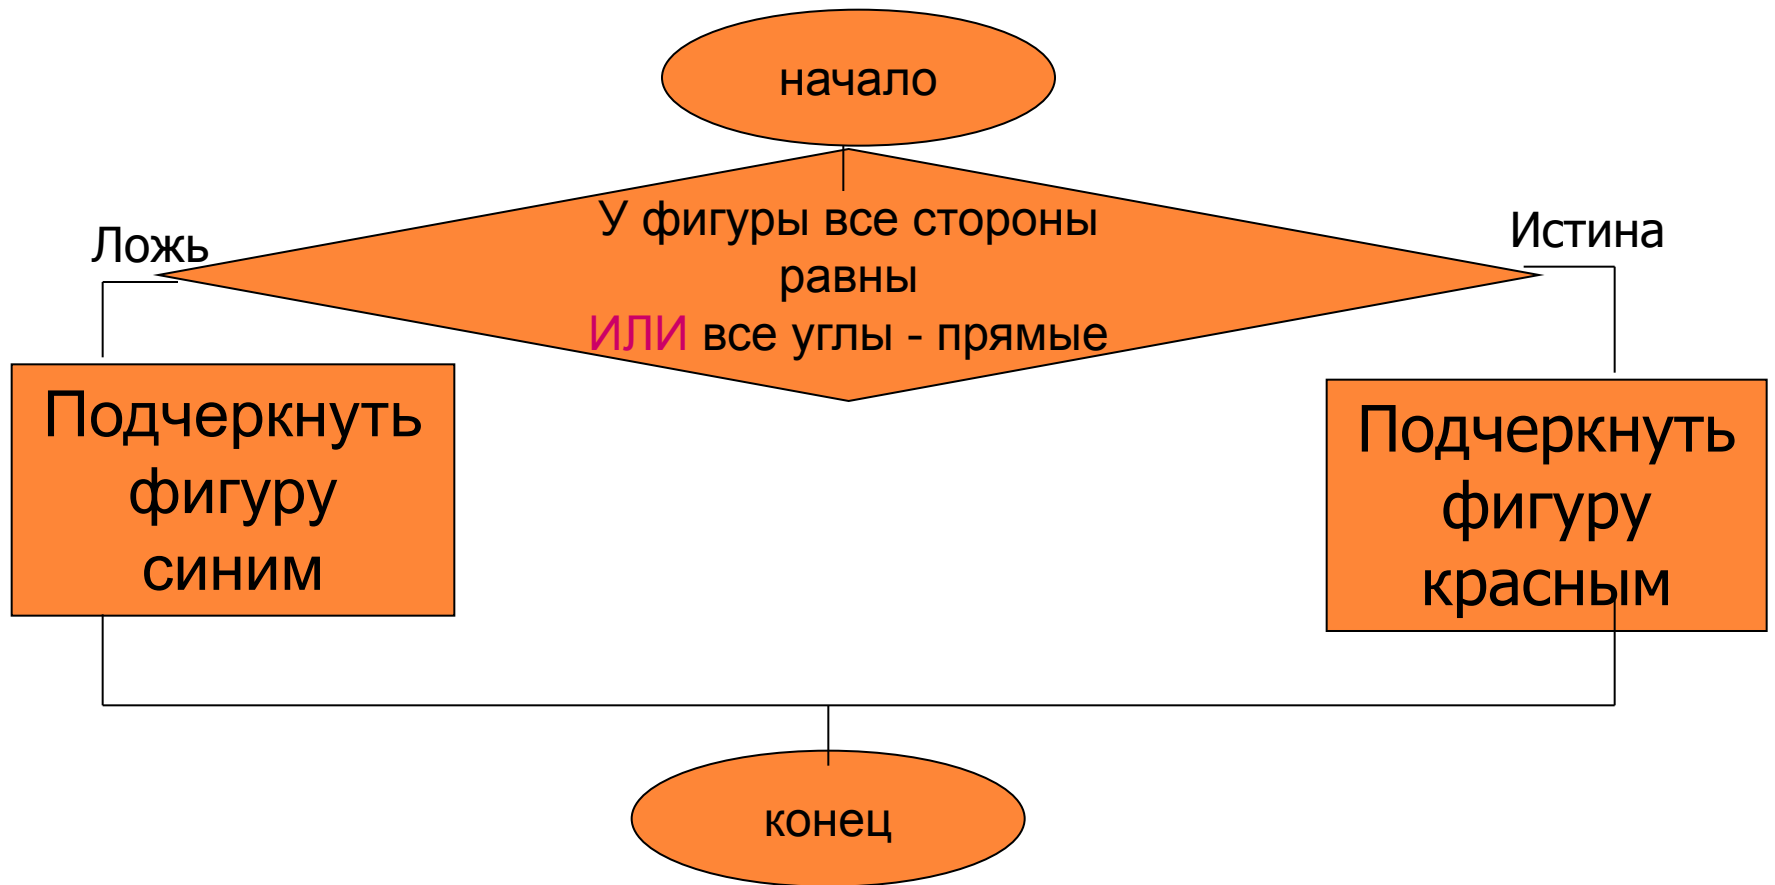 начало
У фигуры все стороны
равны
ИЛИ все углы - прямые
Ложь
Истина
Подчеркнуть
фигуру
синим
Подчеркнуть
фигуру
красным
конец